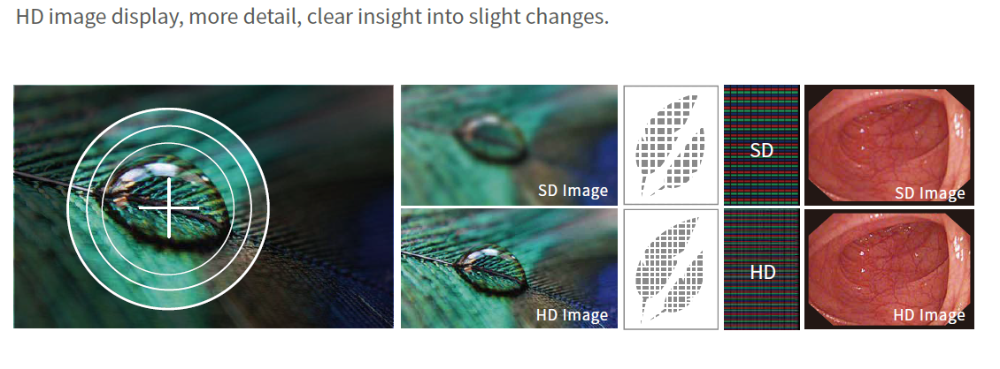 HD image display, more detail, clear insight into slight changes.
SD Image
SD
SD Image
HD Image
HD
HD Image